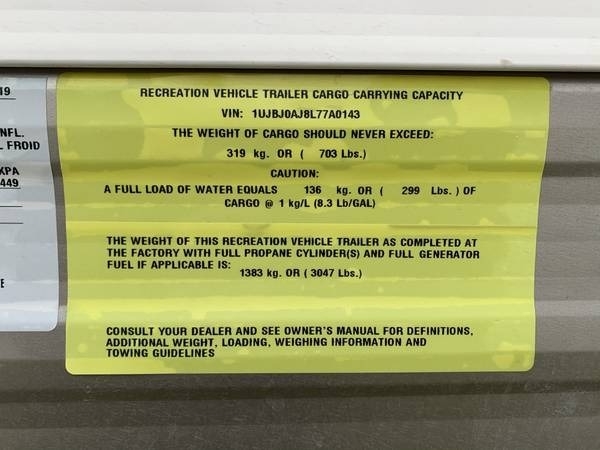 19
NFL.
L FROID
KPA
449
E
RECREATION VEHICLE TRAILER CARGO CARRYING CAPACITY
VIN: 1UJBJ0AJ8L77A0143
THE WEIGHT OF CARGO SHOULD NEVER EXCEED:
319 kg. OR ( 703 Lbs.)
CAUTION:
A FULL LOAD OF WATER EQUALS 136 kg. OR ( 299 Lbs. ) OF
CARGO @ 1 kg/L (8.3 Lb/GAL)
THE WEIGHT OF THIS RECREATION VEHICLE TRAILER AS COMPLETED AT
THE FACTORY WITH FULL PROPANE CYLINDER(S) AND FULL GENERATOR
FUEL IF APPLICABLE IS:
1383 kg. OR ( 3047 Lbs.)
CONSULT YOUR DEALER AND SEE OWNER'S MANUAL FOR DEFINITIONS,
ADDITIONAL WEIGHT, LOADING, WEIGHING INFORMATION AND
TOWING GUIDELINES